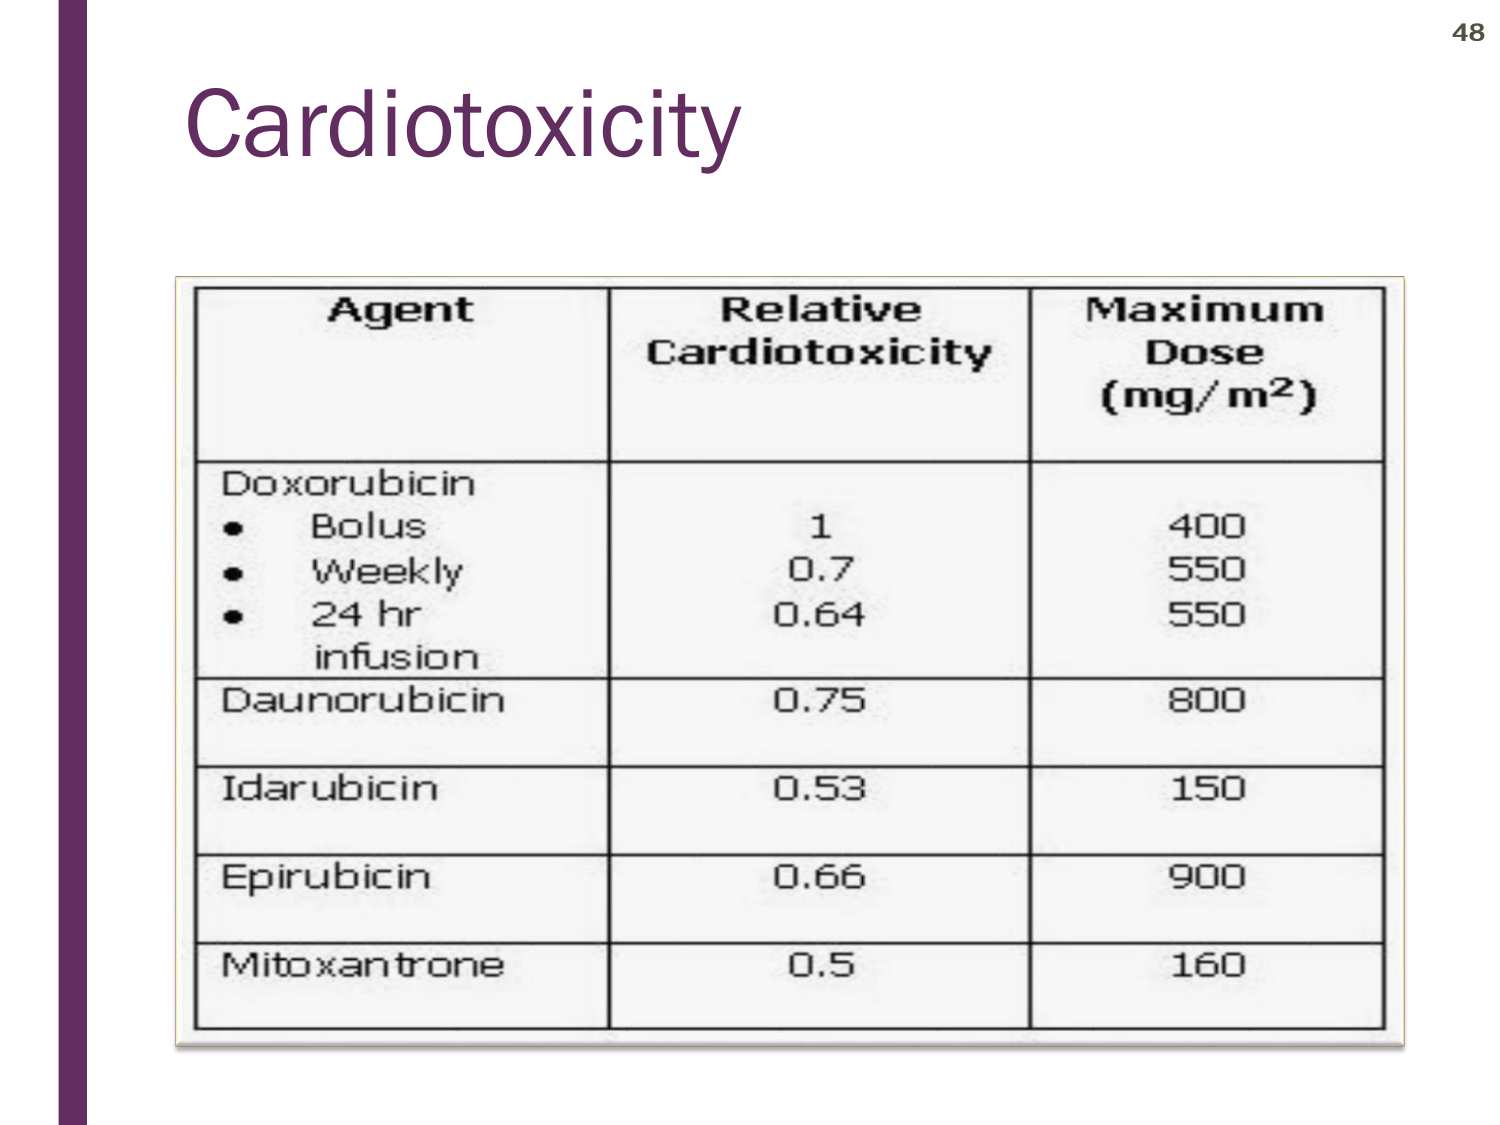 48
Cardiotoxicity
Agent
Relative
Cardiotoxicity
Maximum
Dose
(mg/m²)
Doxorubicin
• Bolus 1 400
• Weekly 0.7 550
• 24 hr 0.64 550
infusion
Daunorubicin 0.75 800
Idarubicin 0.53 150
Epirubicin 0.66 900
Mitoxantrone 0.5 160